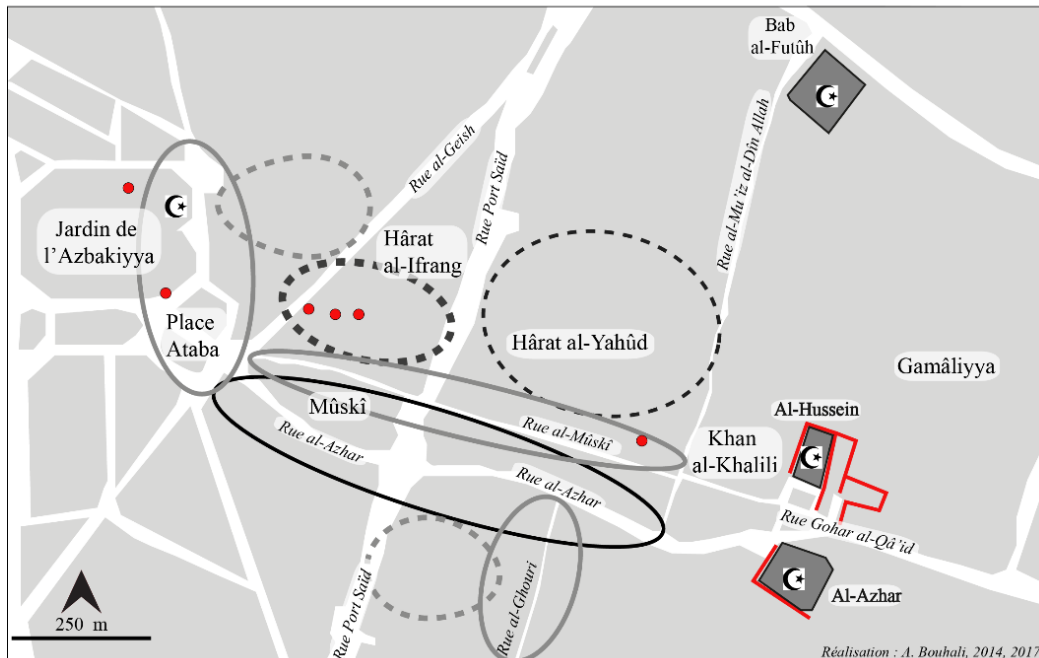 Bab
al-Futûh
Rue al-Geish
Rue Port Saïd
Rue al-Mu’iz al-Dîn Allah
Jardin de
l’Azbakiyya
Hârat
al-Ifrang
Place
Ataba
Hârat al-Yahûd
Gamâliyya
Mûskî
Rue al-Mûskî
Al-Hussein
Khan
al-Khalili
Rue al-Azhar
Rue al-Azhar
Rue Gohar al-Qâ’id
Rue al-Ghouri
Rue Port Saïd
Al-Azhar
250 m
Réalisation : A. Bouhali, 2014, 2017